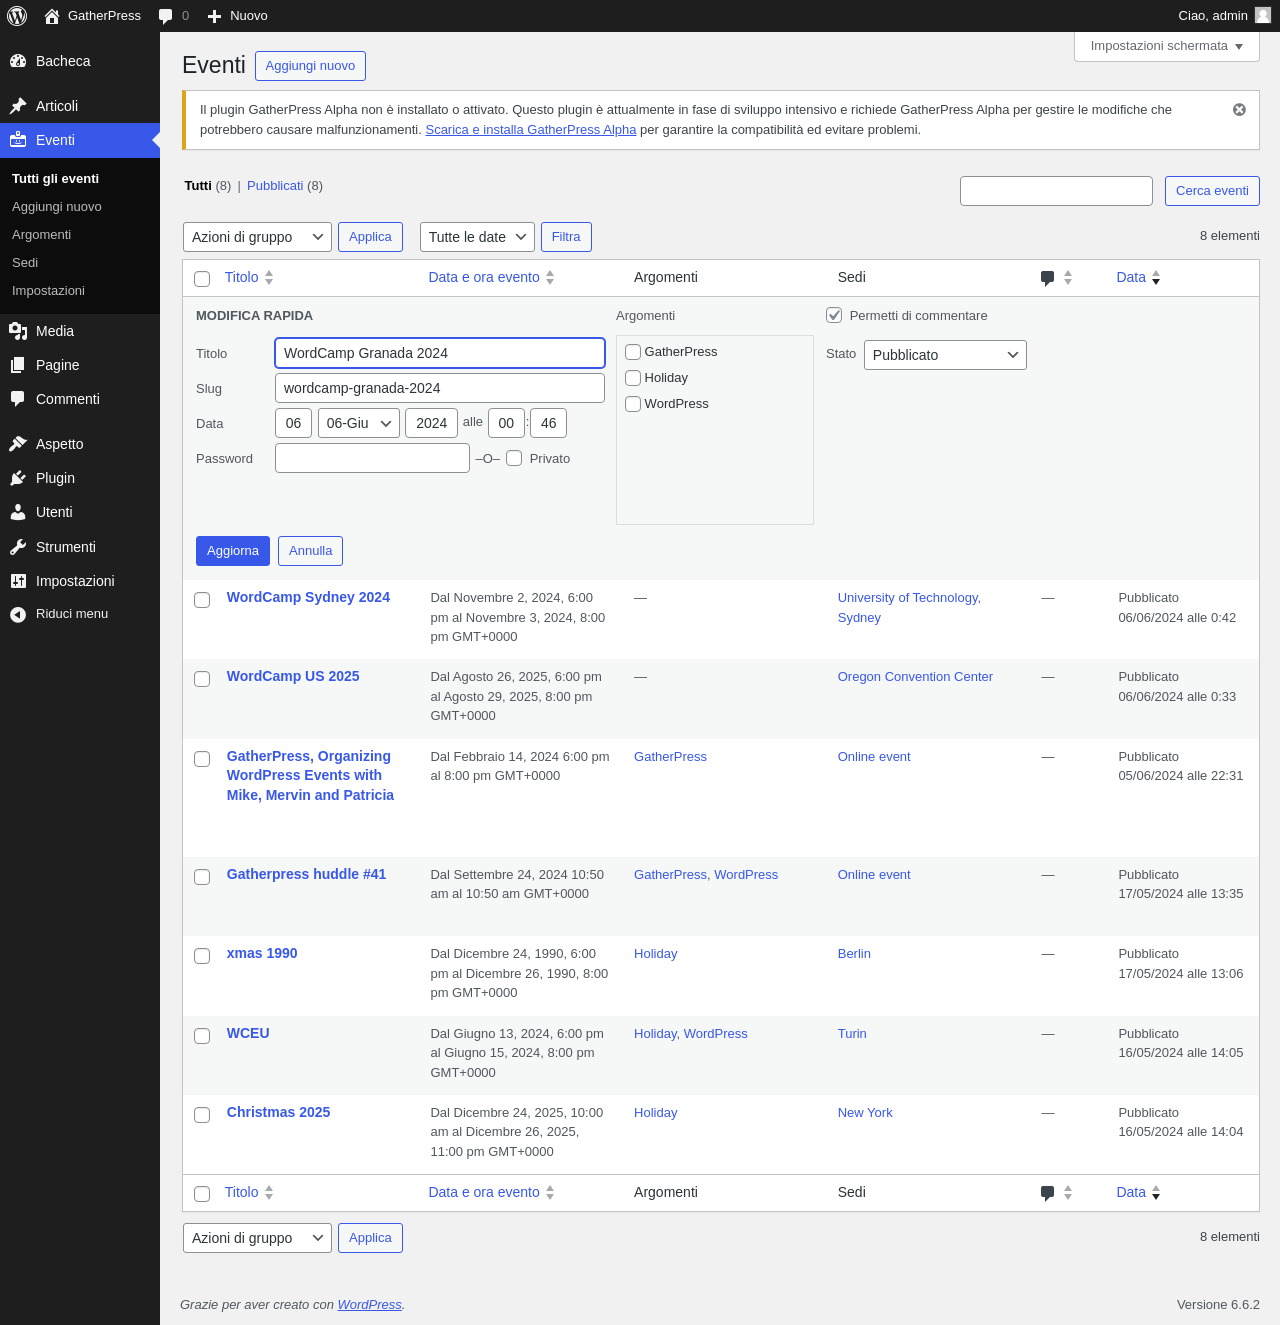 GatherPress 0 Nuovo Ciao, admin
Impostazioni schermata
Bacheca
Articoli
Eventi
Tutti gli eventi
Aggiungi nuovo
Argomenti
Sedi
Impostazioni
Media
Pagine
Commenti
Aspetto
Plugin
Utenti
Strumenti
Impostazioni
Riduci menu
Eventi Aggiungi nuovo
Il plugin GatherPress Alpha non è installato o attivato. Questo plugin è attualmente in fase di sviluppo intensivo e richiede GatherPress Alpha per gestire le modifiche che
potrebbero causare malfunzionamenti. Scarica e installa GatherPress Alpha per garantire la compatibilità ed evitare problemi.
Tutti (8) | Pubblicati (8) Cerca eventi
Azioni di gruppo Applica Tutte le date Filtra 8 elementi
Titolo Data e ora evento Argomenti Sedi Data
MODIFICA RAPIDA
Titolo WordCamp Granada 2024
Slug wordcamp-granada-2024
Data 06 06-Giu 2024 alle 00 : 46
Password –O– Privato
Argomenti
GatherPress
Holiday
WordPress
Permetti di commentare
Stato Pubblicato
Aggiorna Annulla
WordCamp Sydney 2024 Dal Novembre 2, 2024, 6:00 — University of Technology, — Pubblicato
pm al Novembre 3, 2024, 8:00 Sydney 06/06/2024 alle 0:42
pm GMT+0000
WordCamp US 2025 Dal Agosto 26, 2025, 6:00 pm — Oregon Convention Center — Pubblicato
al Agosto 29, 2025, 8:00 pm 06/06/2024 alle 0:33
GMT+0000
GatherPress, Organizing Dal Febbraio 14, 2024 6:00 pm GatherPress Online event — Pubblicato
WordPress Events with al 8:00 pm GMT+0000 05/06/2024 alle 22:31
Mike, Mervin and Patricia
Gatherpress huddle #41 Dal Settembre 24, 2024 10:50 GatherPress, WordPress Online event — Pubblicato
am al 10:50 am GMT+0000 17/05/2024 alle 13:35
xmas 1990 Dal Dicembre 24, 1990, 6:00 Holiday Berlin — Pubblicato
pm al Dicembre 26, 1990, 8:00 17/05/2024 alle 13:06
pm GMT+0000
WCEU Dal Giugno 13, 2024, 6:00 pm Holiday, WordPress Turin — Pubblicato
al Giugno 15, 2024, 8:00 pm 16/05/2024 alle 14:05
GMT+0000
Christmas 2025 Dal Dicembre 24, 2025, 10:00 Holiday New York — Pubblicato
am al Dicembre 26, 2025, 16/05/2024 alle 14:04
11:00 pm GMT+0000
Titolo Data e ora evento Argomenti Sedi Data
Azioni di gruppo Applica 8 elementi
Grazie per aver creato con WordPress. Versione 6.6.2